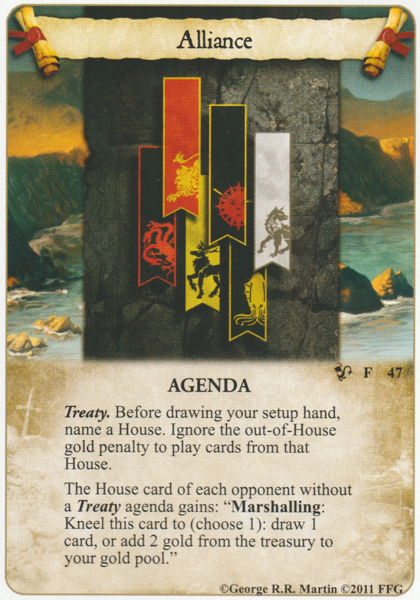 Alliance
F 47
AGENDA
Treaty. Before drawing your setup hand,
name a House. Ignore the out-of-House
gold penalty to play cards from that
House.
The House card of each opponent without
a Treaty agenda gains: “Marshalling:
Kneel this card to (choose 1): draw 1
card, or add 2 gold from the treasury to
your gold pool.”
©George R.R. Martin ©2011 FFG